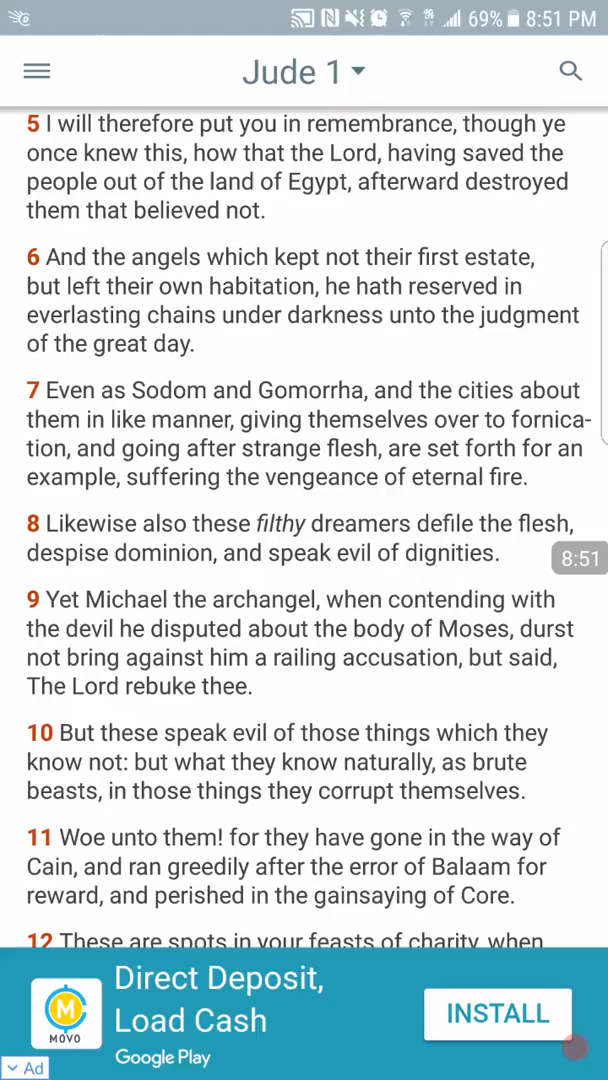 69% 8:51 PM
Jude 1
5 I will therefore put you in remembrance, though ye
once knew this, how that the Lord, having saved the
people out of the land of Egypt, afterward destroyed
them that believed not.
6 And the angels which kept not their first estate,
but left their own habitation, he hath reserved in
everlasting chains under darkness unto the judgment
of the great day.
7 Even as Sodom and Gomorrha, and the cities about
them in like manner, giving themselves over to fornica-
tion, and going after strange flesh, are set forth for an
example, suffering the vengeance of eternal fire.
8 Likewise also these filthy dreamers defile the flesh,
despise dominion, and speak evil of dignities.
8:51
9 Yet Michael the archangel, when contending with
the devil he disputed about the body of Moses, durst
not bring against him a railing accusation, but said,
The Lord rebuke thee.
10 But these speak evil of those things which they
know not: but what they know naturally, as brute
beasts, in those things they corrupt themselves.
11 Woe unto them! for they have gone in the way of
Cain, and ran greedily after the error of Balaam for
reward, and perished in the gainsaying of Core.
12 These are spots in your feasts of charity, when
Direct Deposit,
Load Cash
Google Play
INSTALL
M
MOVO
Ad